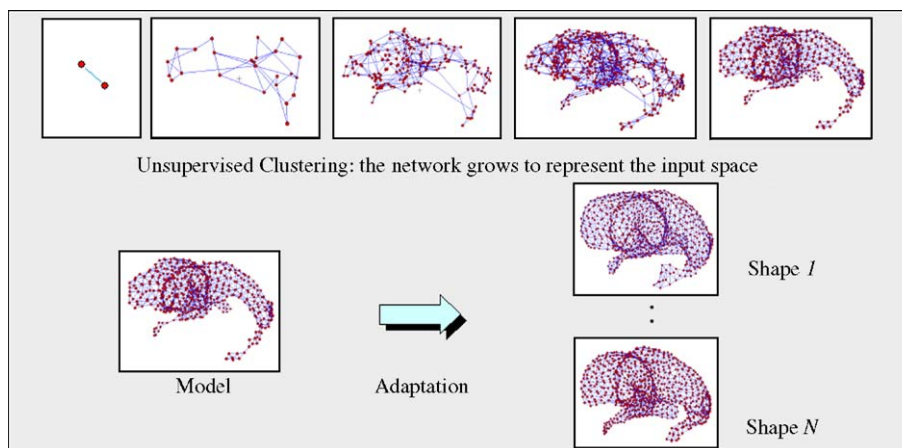 Unsupervised Clustering: the network grows to represent the input space
Shape 1
Model
Adaptation
Shape N